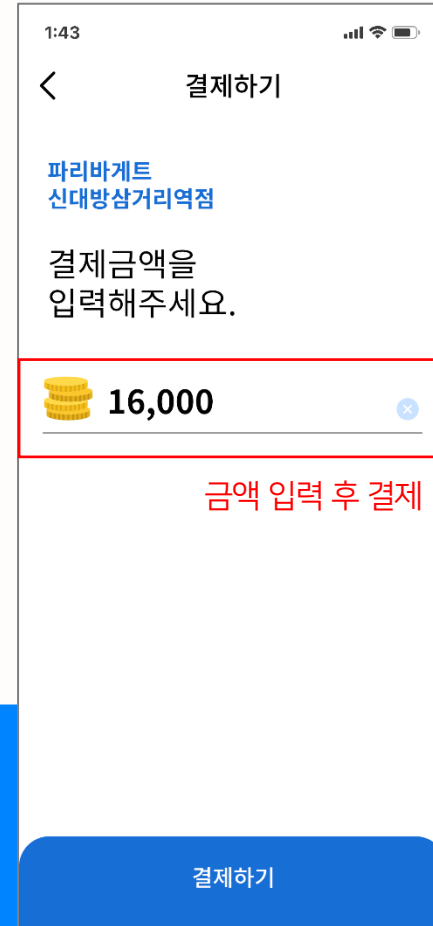 1:43
결제하기
파리바게트
신대방삼거리역점
결제금액을
입력해주세요.
16,000
금액 입력 후 결제
결제하기